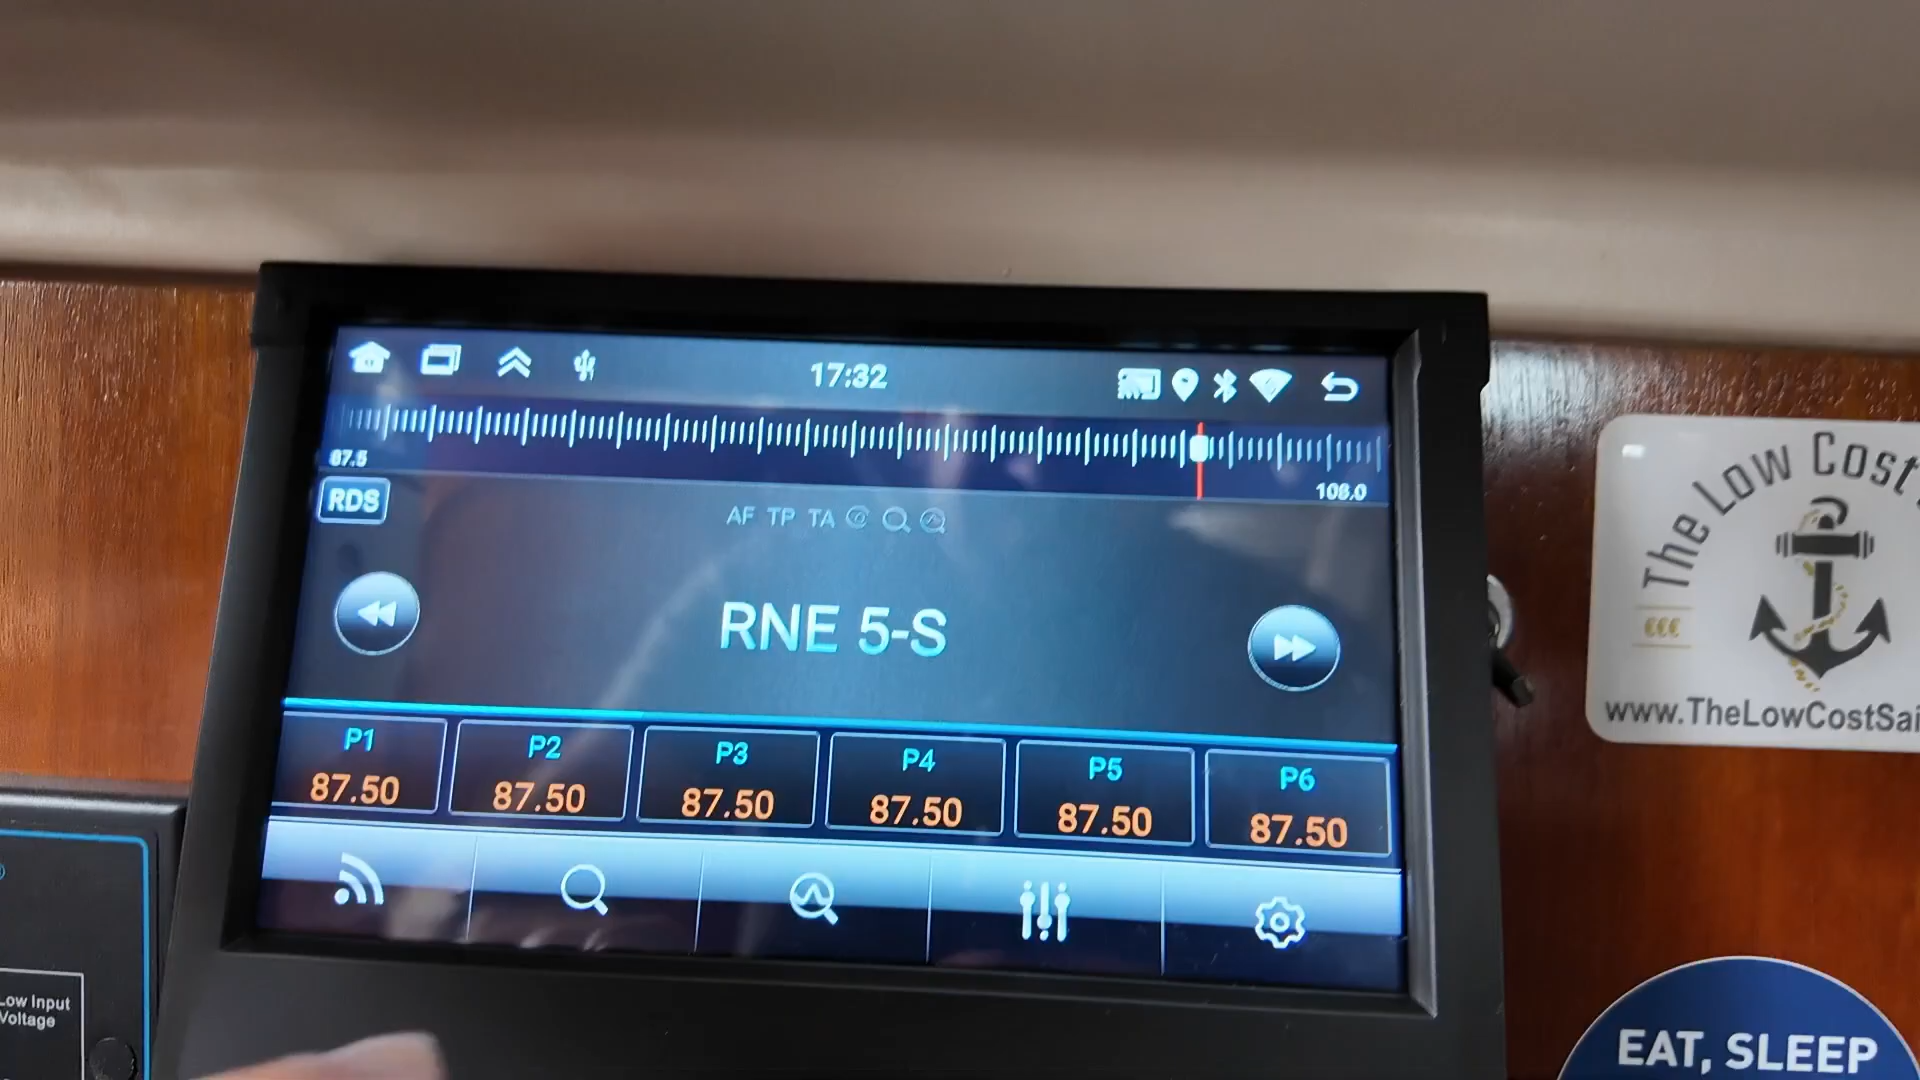 17:32
87.5
108.0
RDS
AF TP TA
RNE 5-S
P1
87.50
P2
87.50
P3
87.50
P4
87.50
P5
87.50
P6
87.50
The Low Cost
www.TheLowCostSai
Low Input
Voltage
EAT, SLEEP